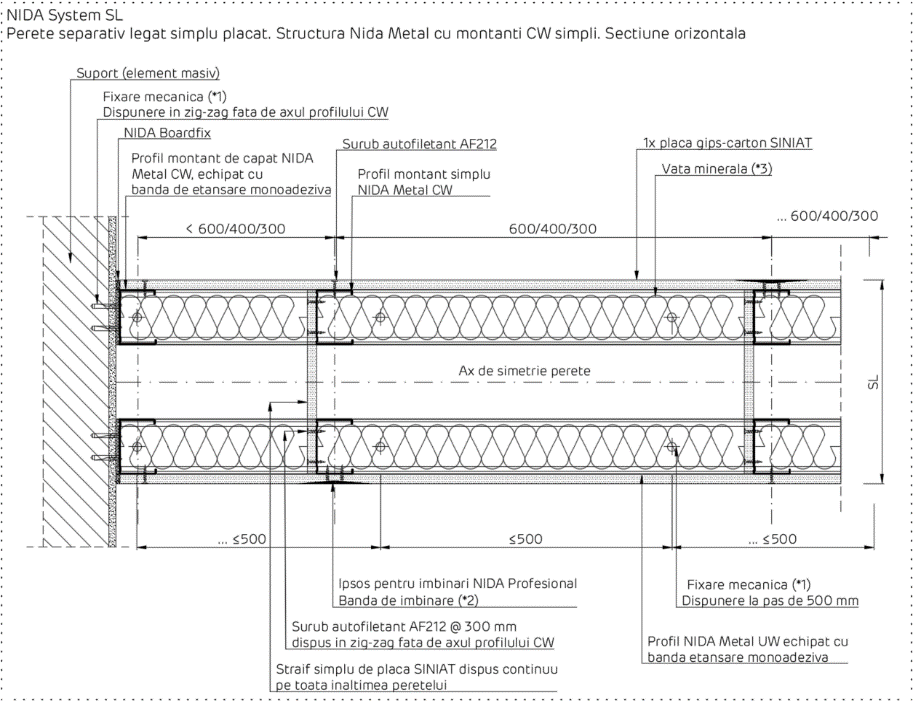 NIDA System SL
Perete separativ legat simplu placat. Structura Nida Metal cu montanti CW simpli. Sectiune orizontala
Suport (element masiv)
Fixare mecanica (*1)
Dispunere in zig-zag fata de axul profilului CW
NIDA Boardfix
Profil montant de capat NIDA
Metal CW, echipat cu
banda de etansare monoadeziva
Surub autofiletant AF212
Profil montant simplu
NIDA Metal CW
1x placa gips-carton SINIAT
Vata minerala (*3)
< 600/400/300
600/400/300
... 600/400/300
Ax de simetrie perete
SL
... ≤500
≤500
... ≤500
Ipsos pentru imbinari NIDA Profesional
Banda de imbinare (*2)
Surub autofiletant AF212 @ 300 mm
dispus in zig-zag fata de axul profilului CW
Straif simplu de placa SINIAT dispus continuu
pe toata inaltimea peretelui
Fixare mecanica (*1)
Dispunere la pas de 500 mm
Profil NIDA Metal UW echipat cu
banda etansare monoadeziva